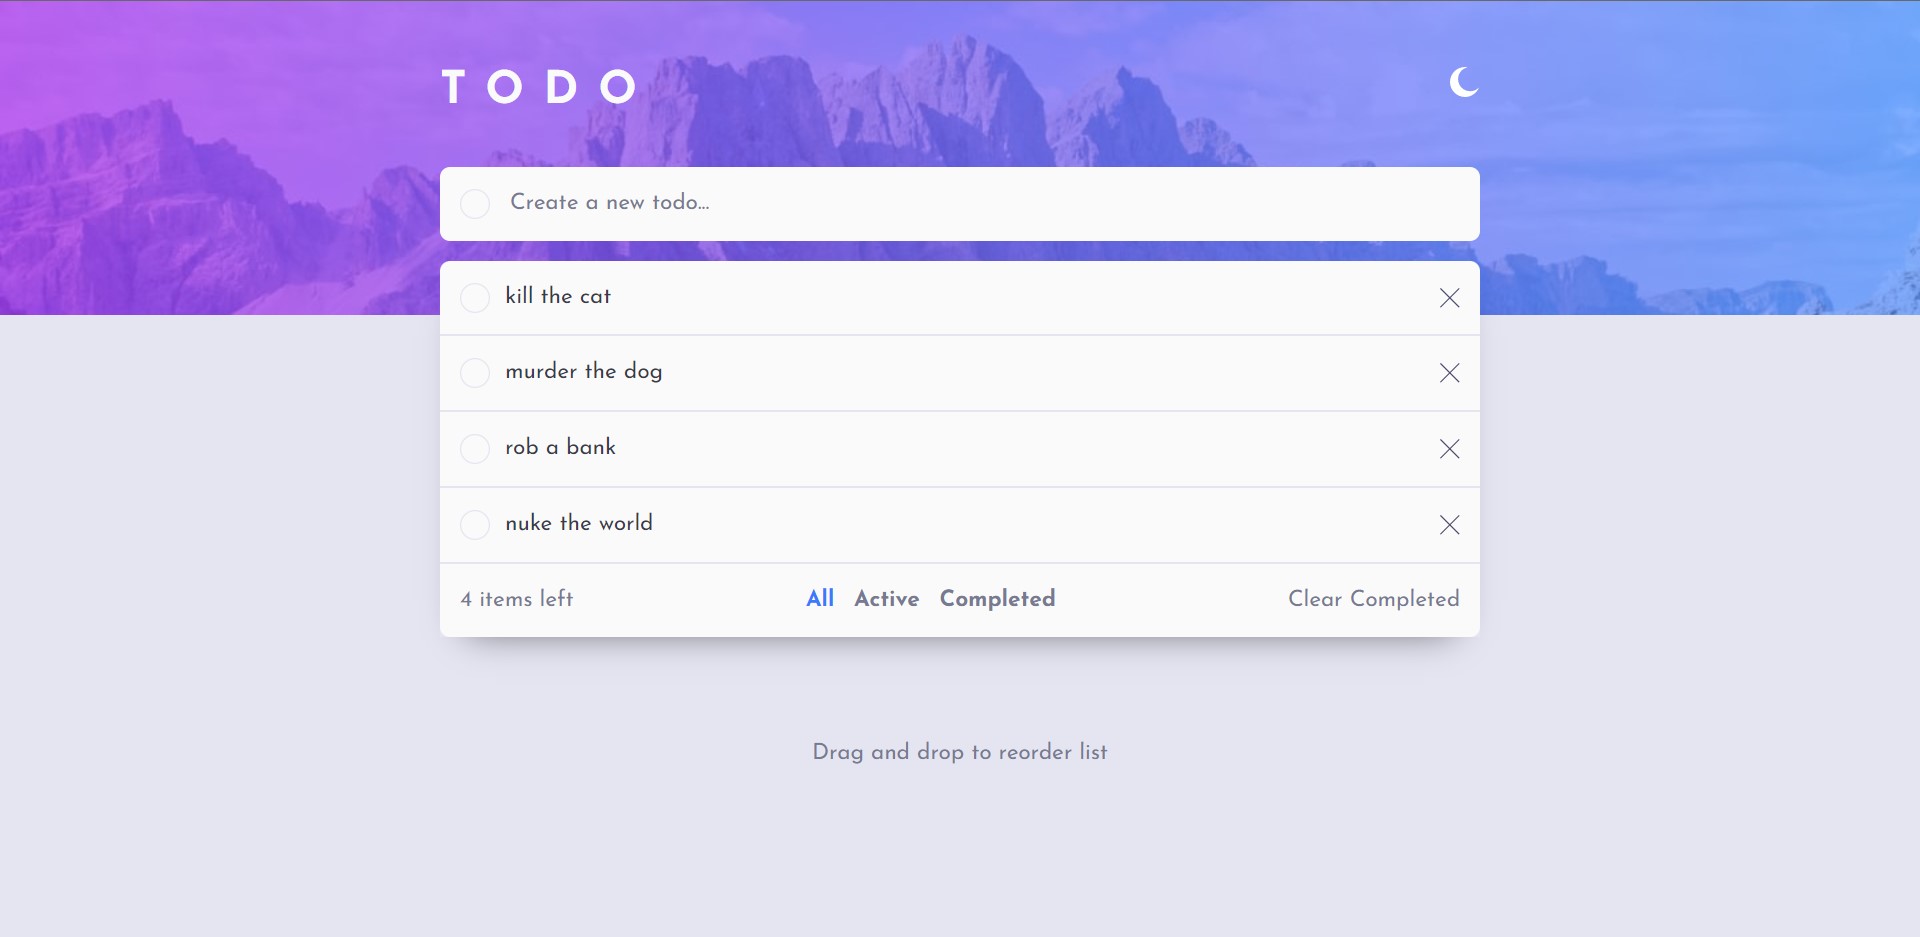 TODO
Create a new todo...
kill the cat
murder the dog
rob a bank
nuke the world
4 items left All Active Completed Clear Completed
Drag and drop to reorder list